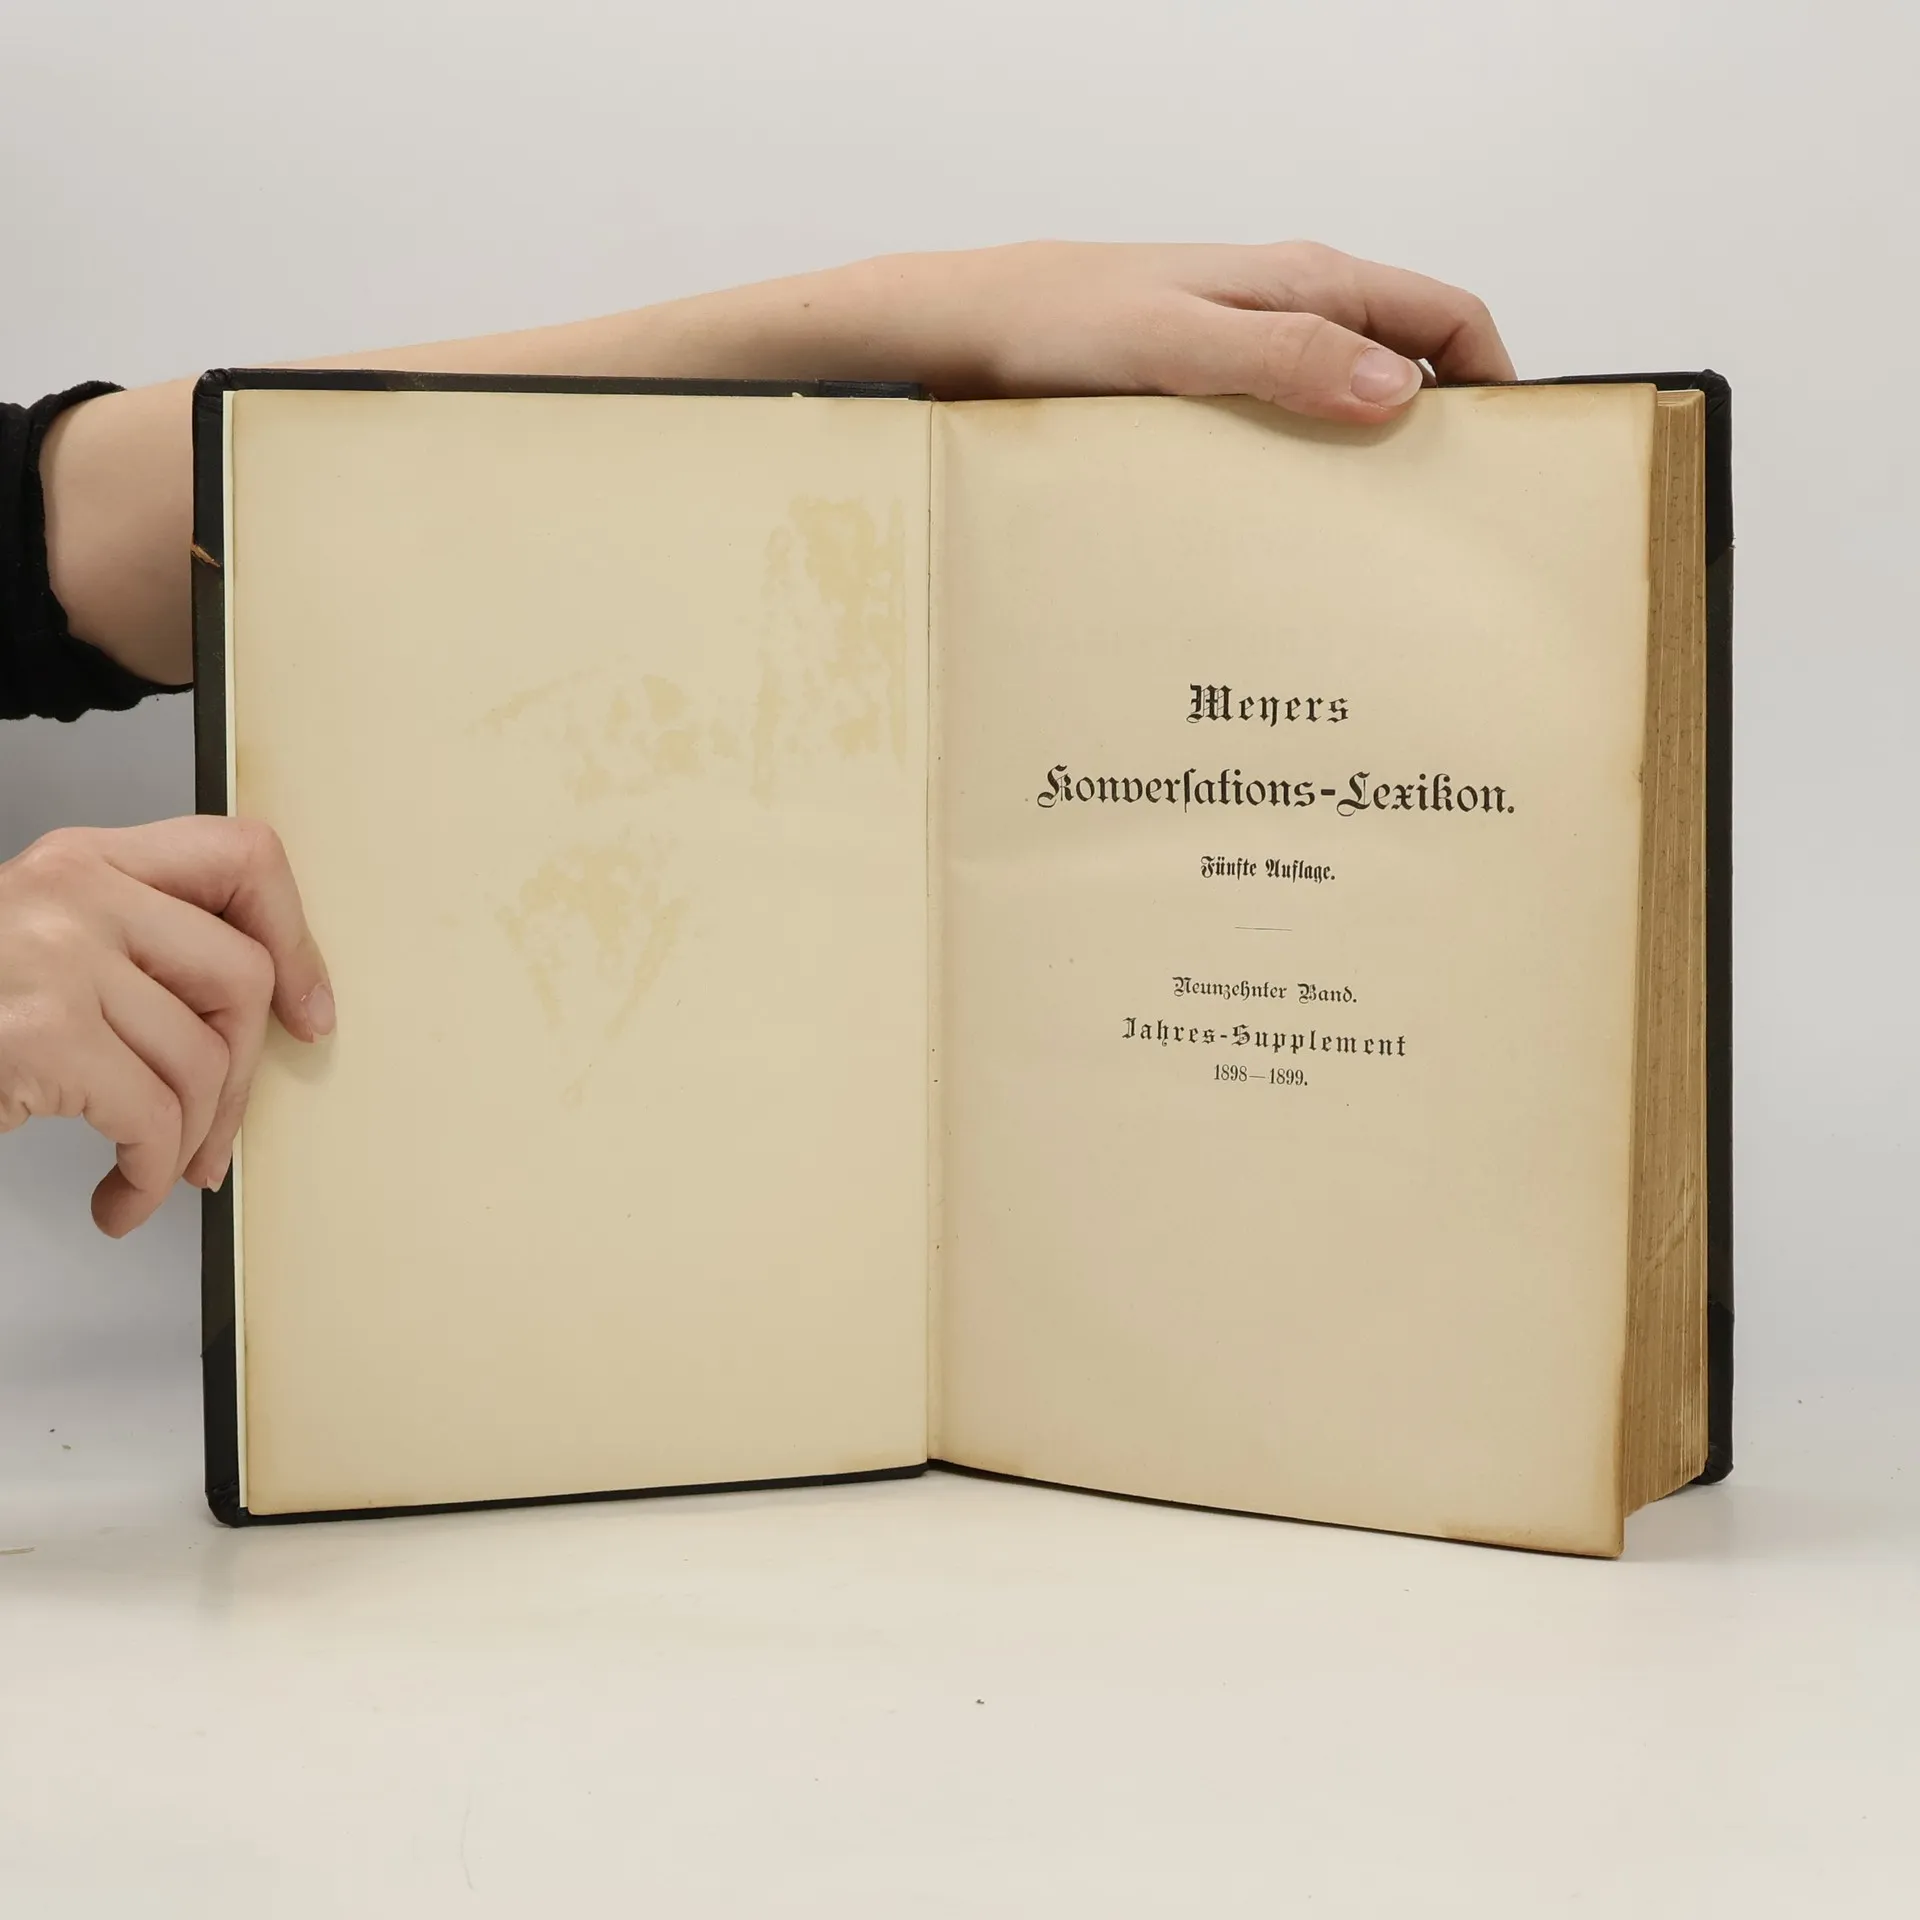 Meyers
Konverſations-Lexikon.
Fünfte Auflage.
Neunzehnter Band.
Jahres-Supplement
1898—1899.